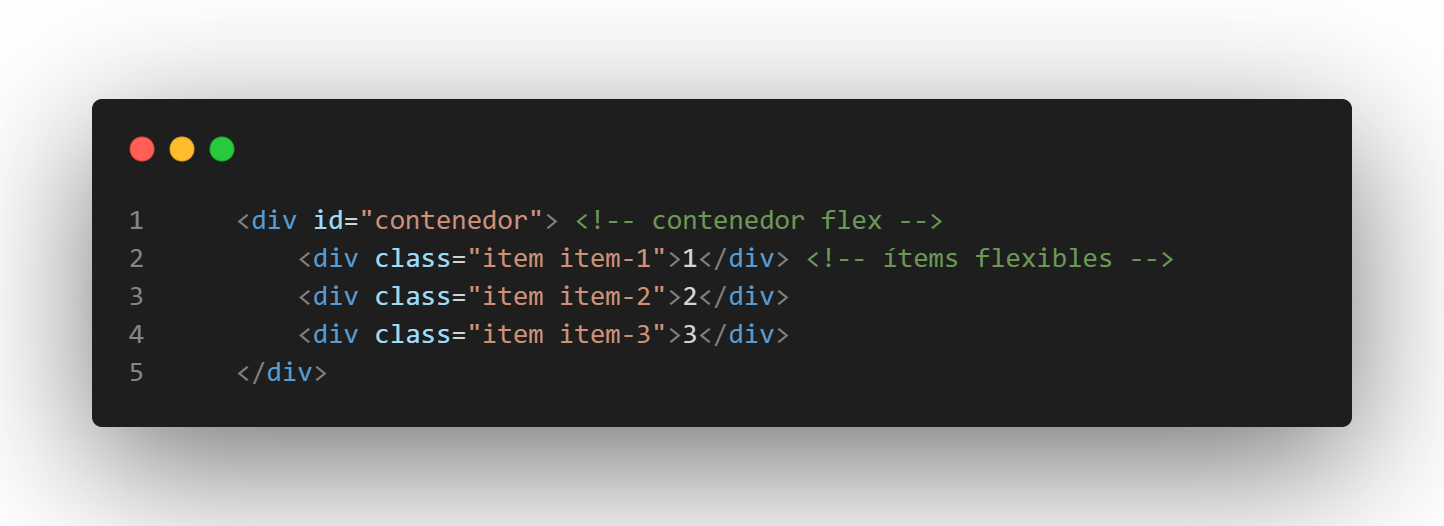 1 <div id="contenedor"> <!-- contenedor flex -->
2 <div class="item item-1">1</div> <!-- ítems flexibles -->
3 <div class="item item-2">2</div>
4 <div class="item item-3">3</div>
5 </div>